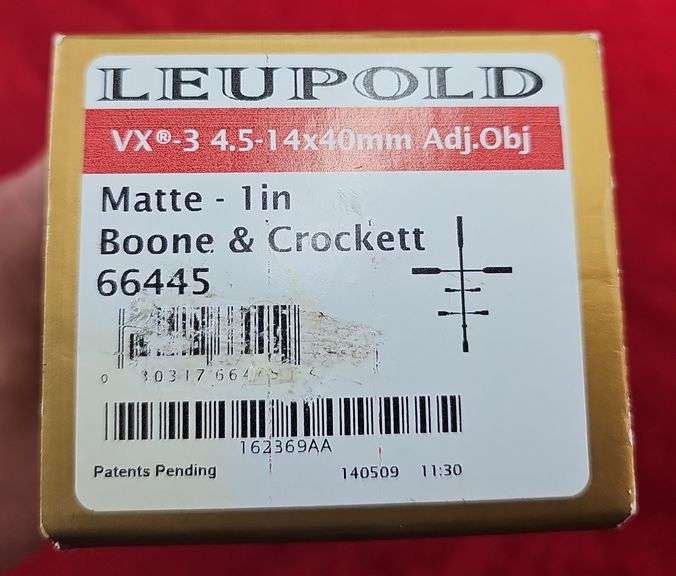 LEUPOLD
VX®-3 4.5-14x40mm Adj.Obj
Matte - 1in
Boone & Crockett
66445
162369AA
Patents Pending 140509 11:30